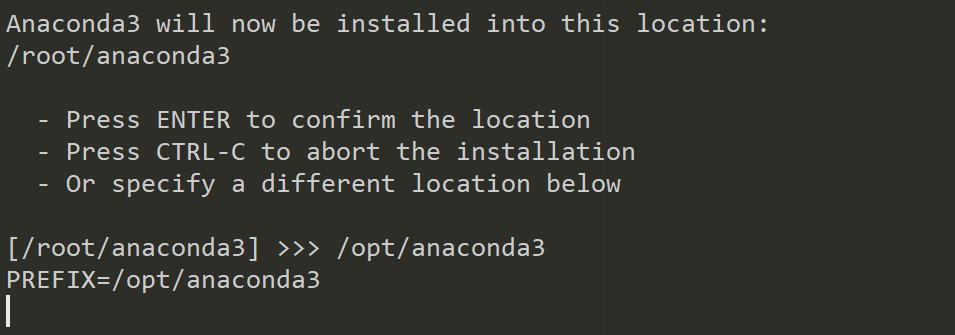 Anaconda3 will now be installed into this location:
/root/anaconda3
- Press ENTER to confirm the location
- Press CTRL-C to abort the installation
- Or specify a different location below
[/root/anaconda3] >>> /opt/anaconda3
PREFIX=/opt/anaconda3